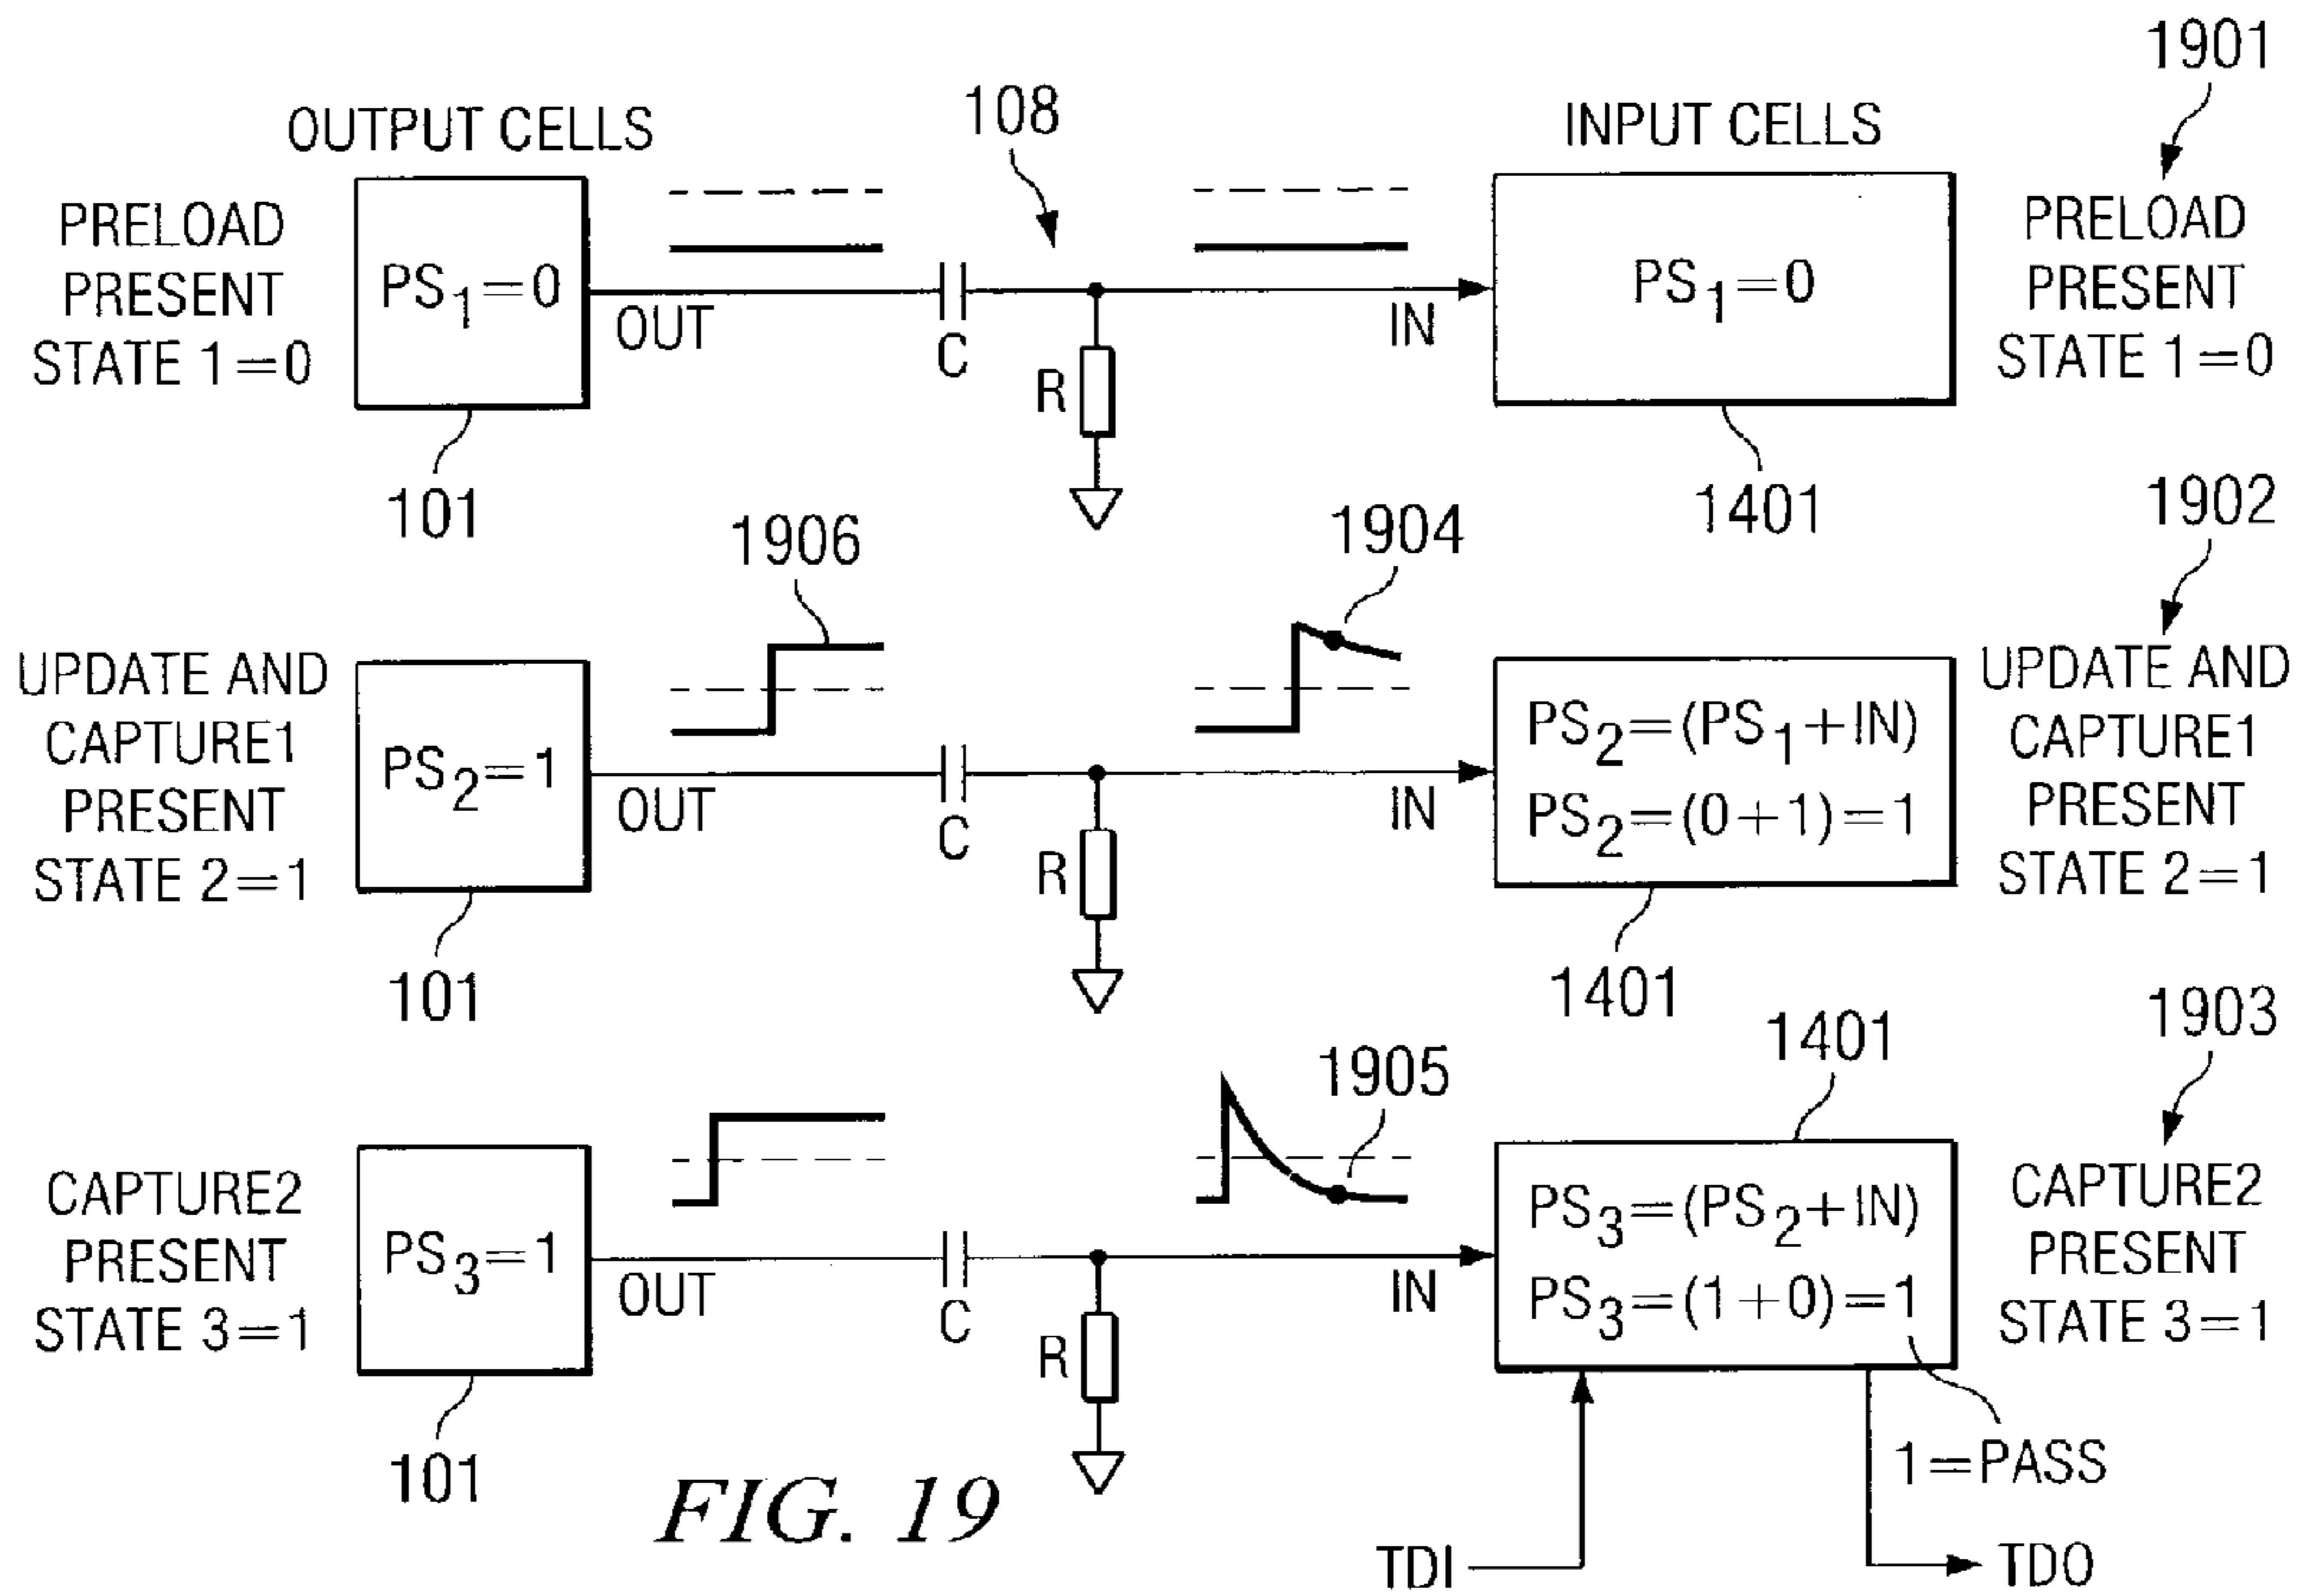 1901
OUTPUT CELLS
108
INPUT CELLS
PRELOAD
PRESENT
STATE 1=0
PS₁=0
OUT
C
R
IN
PS₁=0
PRELOAD
PRESENT
STATE 1=0
101
1401
1902
1906
1904
UPDATE AND
CAPTURE1
PRESENT
STATE 2=1
PS₂=1
OUT
C
R
IN
PS₂=(PS₁+IN)
PS₂=(0+1)=1
UPDATE AND
CAPTURE1
PRESENT
STATE 2=1
101
1401
1903
1905
1401
CAPTURE2
PRESENT
STATE 3=1
PS₃=1
OUT
C
R
IN
PS₃=(PS₂+IN)
PS₃=(1+0)=1
CAPTURE2
PRESENT
STATE 3=1
101
1=PASS
FIG. 19
TDI
TDO